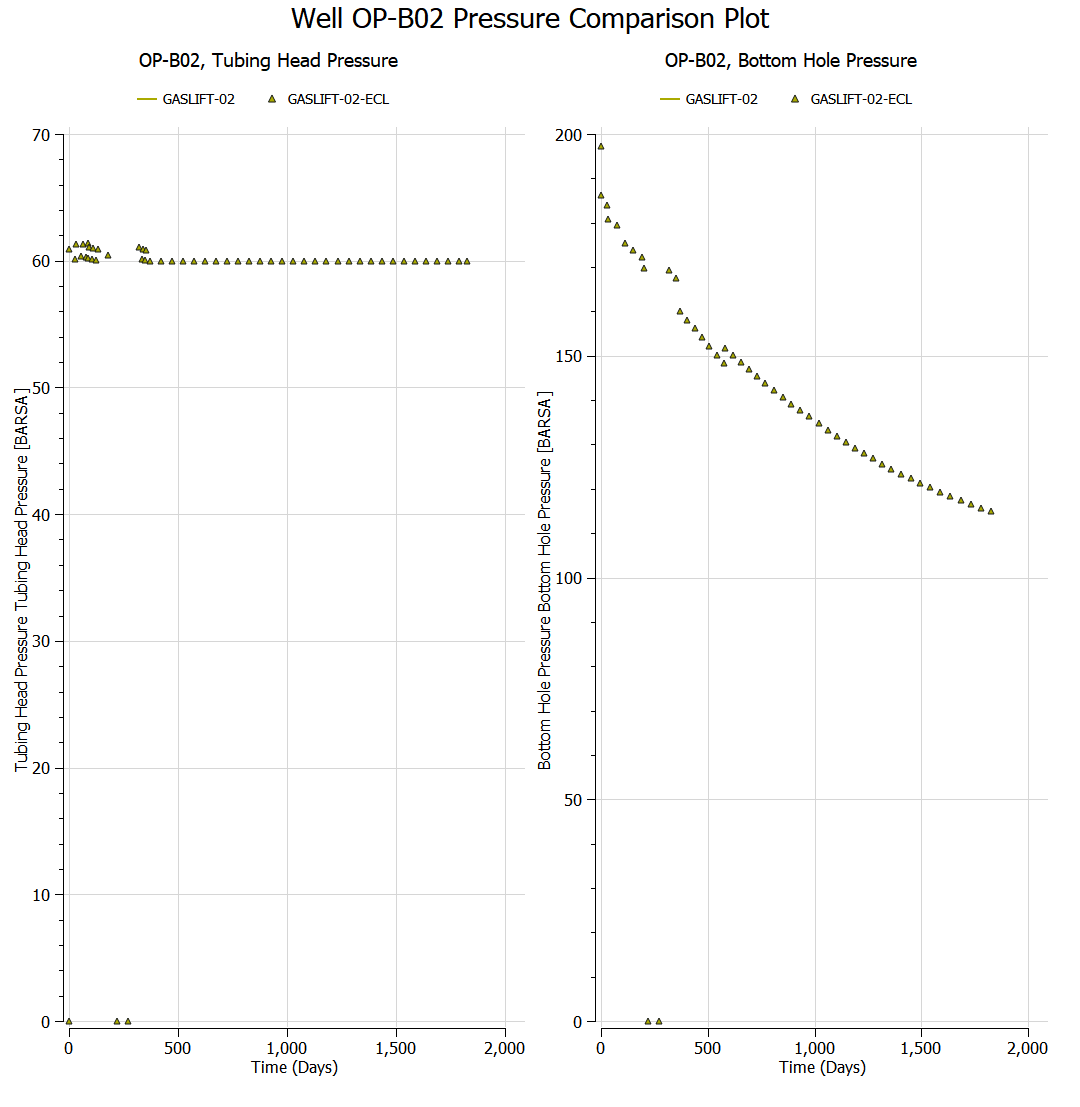 Well OP-B02 Pressure Comparison Plot
OP-B02, Tubing Head Pressure
GASLIFT-02
GASLIFT-02-ECL
70
60
50
40
30
20
10
0
Tubing Head Pressure Tubing Head Pressure [BARSA ]
0
500
1,000
1,500
2,000
Time (Days)
OP-B02, Bottom Hole Pressure
GASLIFT-02
GASLIFT-02-ECL
200
150
100
50
0
Bottom Hole Pressure Bottom Hole Pressure [BARSA ]
0
500
1,000
1,500
2,000
Time (Days)